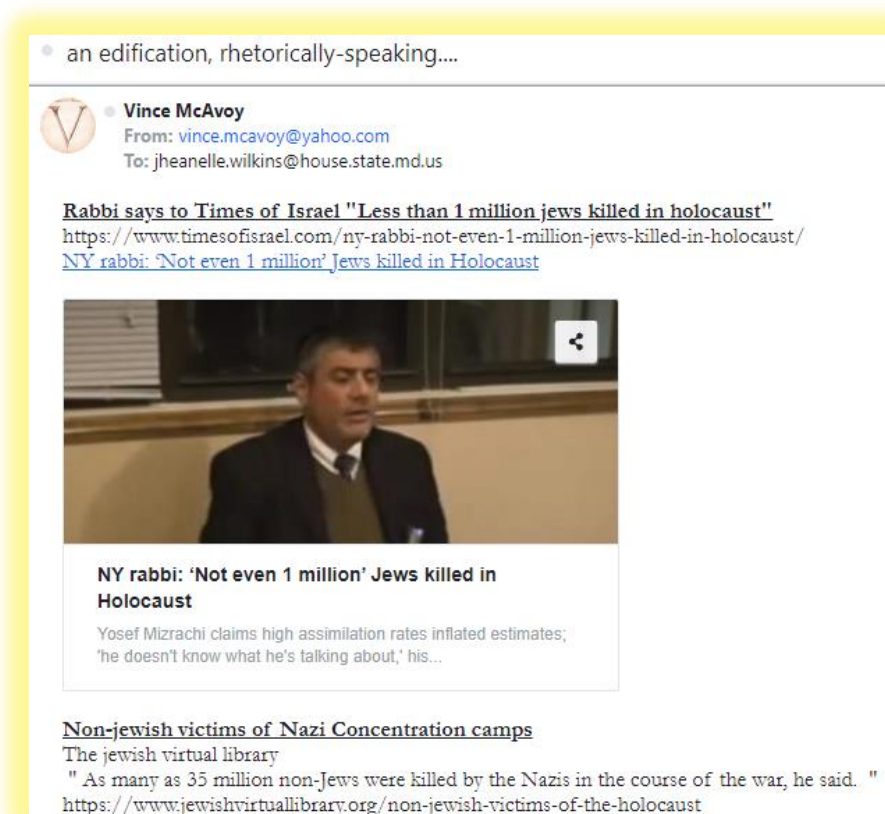 an edification, rhetorically-speaking....
V
Vince McAvoy
From: vince.mcavoy@yahoo.com
To: jheanelle.wilkins@house.state.md.us
Rabbi says to Times of Israel "Less than 1 million jews killed in holocaust"
https://www.timesofisrael.com/ny-rabbi-not-even-1-million-jews-killed-in-holocaust/
NY rabbi: 'Not even 1 million' Jews killed in Holocaust
NY rabbi: ‘Not even 1 million’ Jews killed in
Holocaust
Yosef Mizrachi claims high assimilation rates inflated estimates;
'he doesn't know what he's talking about,' his...
Non-jewish victims of Nazi Concentration camps
The jewish virtual library
" As many as 35 million non-Jews were killed by the Nazis in the course of the war, he said. "
https://www.jewishvirtuallibrary.org/non-jewish-victims-of-the-holocaust